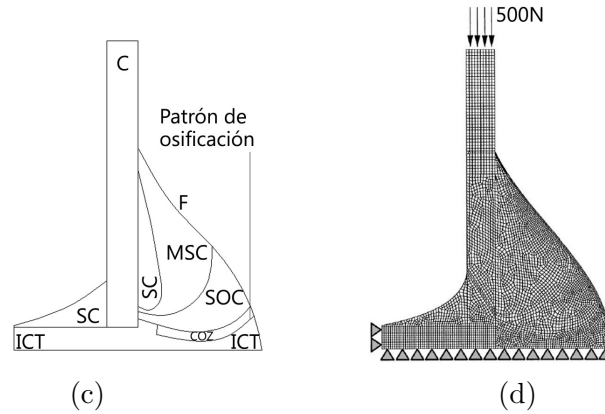 500N
C
Patrón de
osificación
F
MSC
SC
SOC
SC
COZ
ICT
ICT
(c)
(d)